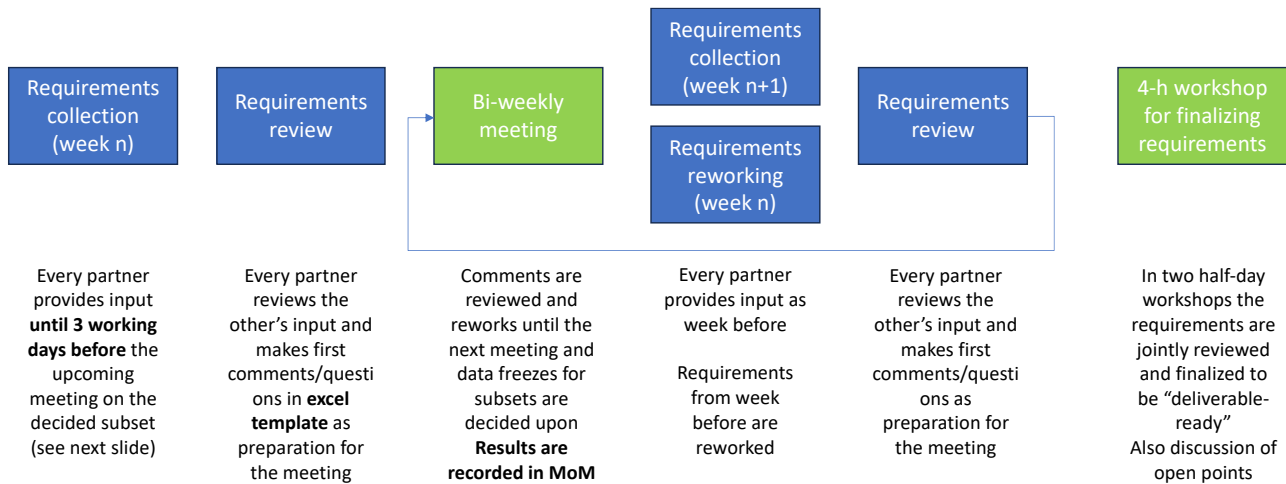 Requirements
collection
(week n)
Requirements
review
Bi-weekly
meeting
Requirements
collection
(week n+1)
Requirements
reworking
(week n)
Requirements
review
4-h workshop
for finalizing
requirements
Every partner
provides input
until 3 working
days before the
upcoming
meeting on the
decided subset
(see next slide)
Every partner
reviews the
other’s input and
makes first
comments/questi
ons in excel
template as
preparation for
the meeting
Comments are
reviewed and
reworks until the
next meeting and
data freezes for
subsets are
decided upon
Results are
recorded in MoM
Every partner
provides input as
week before
Requirements
from week
before are
reworked
Every partner
reviews the
other’s input and
makes first
comments/questi
ons as
preparation for
the meeting
In two half-day
workshops the
requirements are
jointly reviewed
and finalized to
be “deliverable-
ready”
Also discussion of
open points